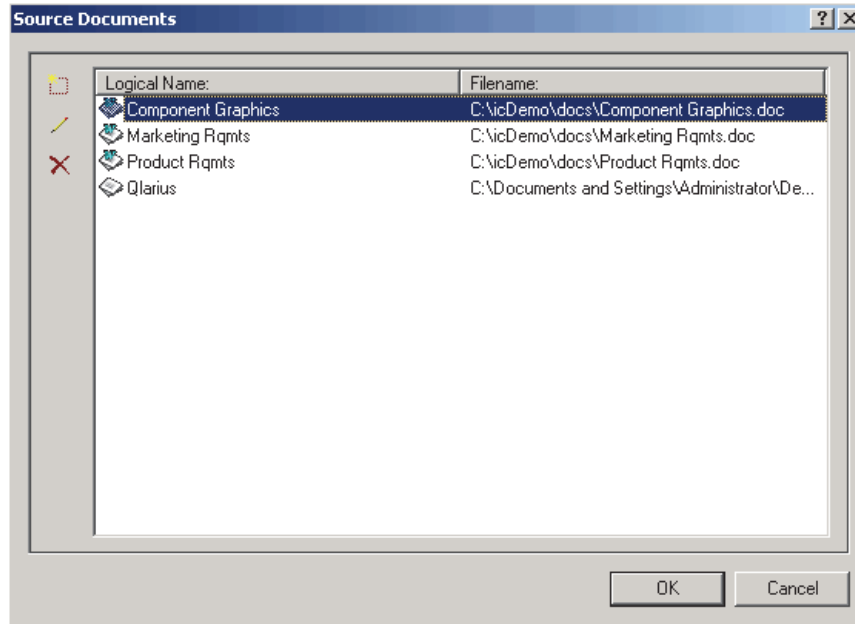 Source Documents
Logical Name: Filename:
Component Graphics C:\icDemo\docs\Component Graphics.doc
Marketing Rqmts C:\icDemo\docs\Marketing Rqmts.doc
Product Rqmts C:\icDemo\docs\Product Rqmts.doc
Qlarius C:\Documents and Settings\Administrator\De...
OK Cancel